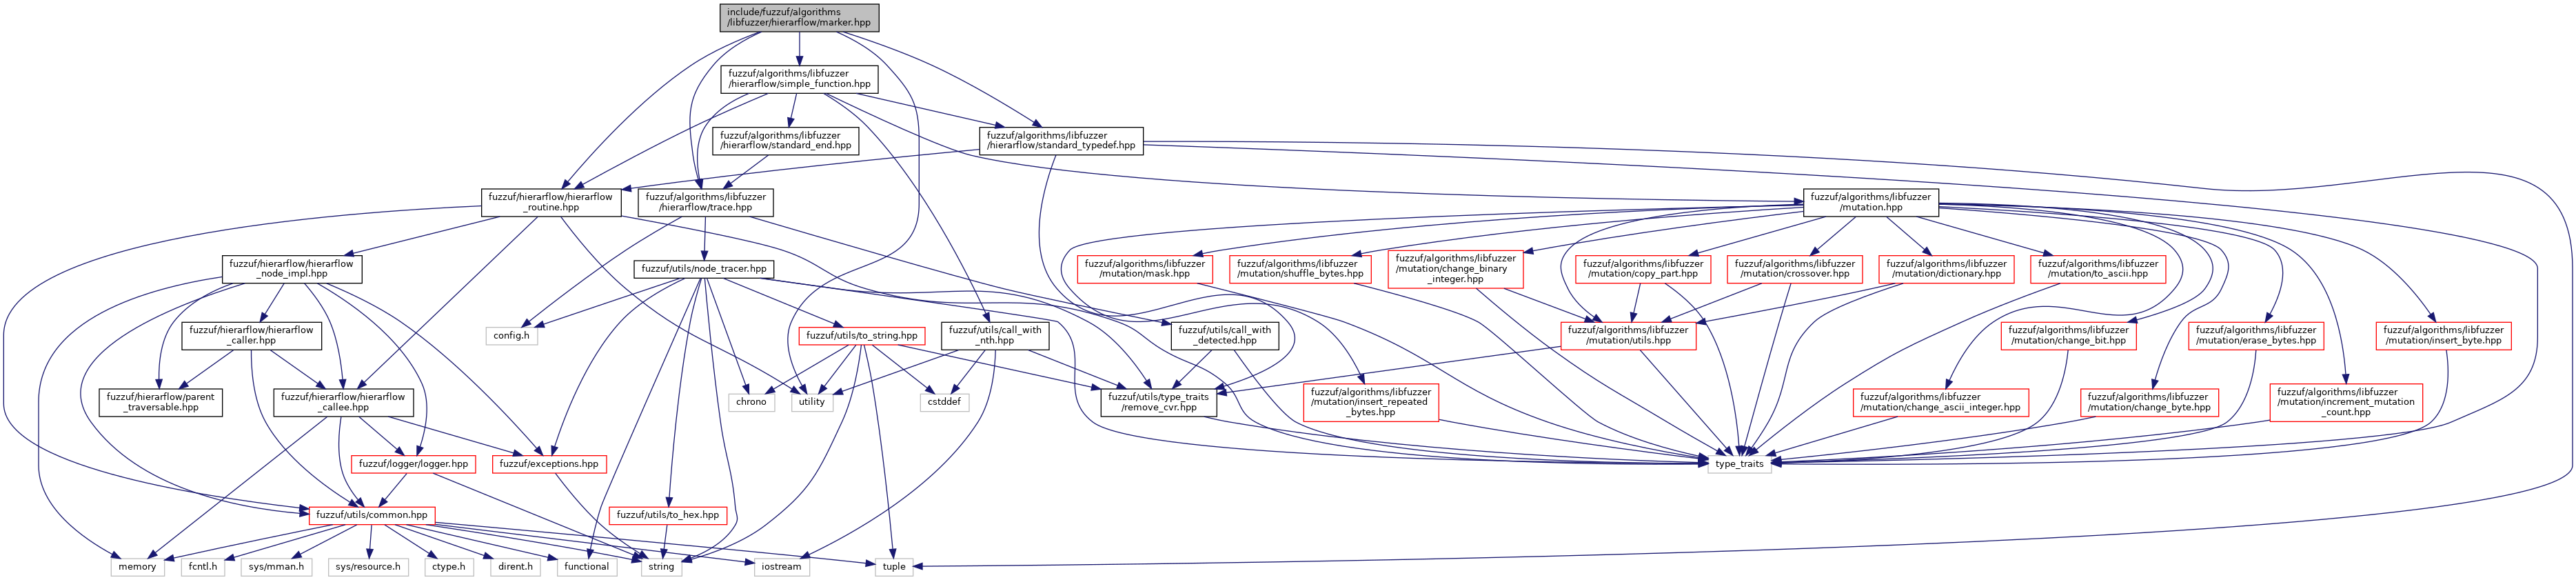 include/fuzzuf/algorithms
/libfuzzer/hierarflow/marker.hpp
fuzzuf/algorithms/libfuzzer
/hierarflow/simple_function.hpp
fuzzuf/algorithms/libfuzzer
/hierarflow/standard_end.hpp
fuzzuf/algorithms/libfuzzer
/hierarflow/standard_typedef.hpp
fuzzuf/hierarflow/hierarflow
_routine.hpp
fuzzuf/algorithms/libfuzzer
/hierarflow/trace.hpp
fuzzuf/algorithms/libfuzzer
/mutation.hpp
fuzzuf/hierarflow/hierarflow
_node_impl.hpp
fuzzuf/utils/node_tracer.hpp
fuzzuf/algorithms/libfuzzer
/mutation/mask.hpp
fuzzuf/algorithms/libfuzzer
/mutation/shuffle_bytes.hpp
fuzzuf/algorithms/libfuzzer
/mutation/change_binary
_integer.hpp
fuzzuf/algorithms/libfuzzer
/mutation/copy_part.hpp
fuzzuf/algorithms/libfuzzer
/mutation/crossover.hpp
fuzzuf/algorithms/libfuzzer
/mutation/dictionary.hpp
fuzzuf/algorithms/libfuzzer
/mutation/to_ascii.hpp
fuzzuf/hierarflow/hierarflow
_caller.hpp
config.h
fuzzuf/utils/to_string.hpp
fuzzuf/utils/call_with
_nth.hpp
fuzzuf/utils/call_with
_detected.hpp
fuzzuf/algorithms/libfuzzer
/mutation/utils.hpp
fuzzuf/algorithms/libfuzzer
/mutation/change_bit.hpp
fuzzuf/algorithms/libfuzzer
/mutation/erase_bytes.hpp
fuzzuf/algorithms/libfuzzer
/mutation/insert_byte.hpp
fuzzuf/hierarflow/parent
_traversable.hpp
fuzzuf/hierarflow/hierarflow
_callee.hpp
chrono
utility
cstddef
fuzzuf/utils/type_traits
/remove_cvr.hpp
fuzzuf/algorithms/libfuzzer
/mutation/insert_repeated
_bytes.hpp
fuzzuf/algorithms/libfuzzer
/mutation/change_ascii_integer.hpp
fuzzuf/algorithms/libfuzzer
/mutation/change_byte.hpp
fuzzuf/algorithms/libfuzzer
/mutation/increment_mutation
_count.hpp
fuzzuf/logger/logger.hpp
fuzzuf/exceptions.hpp
type_traits
fuzzuf/utils/common.hpp
fuzzuf/utils/to_hex.hpp
memory
fcntl.h
sys/mman.h
sys/resource.h
ctype.h
dirent.h
functional
string
iostream
tuple